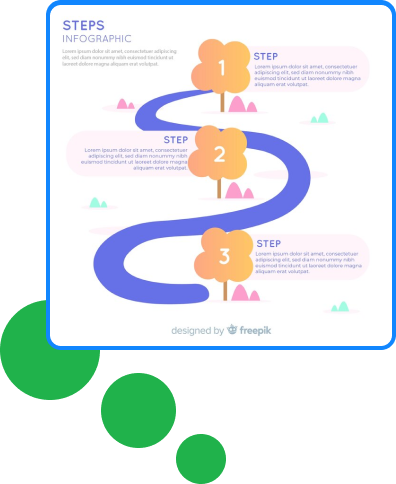 STEPS
INFOGRAPHIC
Lorem ipsum dolor sit amet, consectetuer adipiscing
elit, sed diam nonummy nibh euismod tincidunt ut
laoreet dolore magna aliquam erat volutpat.
1
STEP
Lorem ipsum dolor sit amet, consectetuer
adipiscing elit, sed diam nonummy nibh
euismod tincidunt ut laoreet dolore magna
aliquam erat volutpat.
STEP
2
Lorem ipsum dolor sit amet, consectetuer
adipiscing elit, sed diam nonummy nibh
euismod tincidunt ut laoreet dolore magna
aliquam erat volutpat.
3
STEP
Lorem ipsum dolor sit amet, consectetuer
adipiscing elit, sed diam nonummy nibh
euismod tincidunt ut laoreet dolore magna
aliquam erat volutpat.
designed by freepik